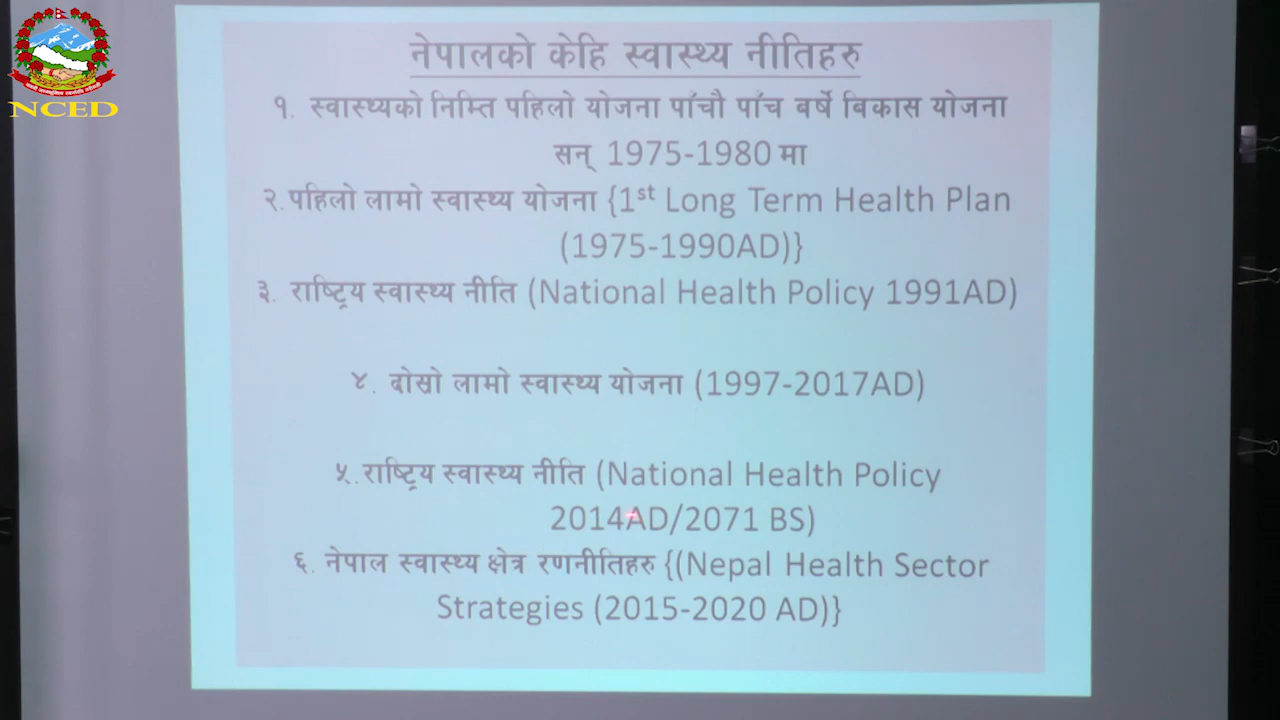 NCED
नेपालको केहि स्वास्थ्य नीतिहरु
१. स्वास्थ्यको निम्ति पहिलो योजना पाँचौ पाँच बर्षे बिकास योजना
सन् 1975-1980 मा
२. पहिलो लामो स्वास्थ्य योजना {1st Long Term Health Plan
(1975-1990AD)}
३. राष्ट्रिय स्वास्थ्य नीति (National Health Policy 1991AD)
४. दोस्रो लामो स्वास्थ्य योजना (1997-2017AD)
५. राष्ट्रिय स्वास्थ्य नीति (National Health Policy
2014AD/2071 BS)
६. नेपाल स्वास्थ्य क्षेत्र रणनीतिहरु {(Nepal Health Sector
Strategies (2015-2020 AD)}